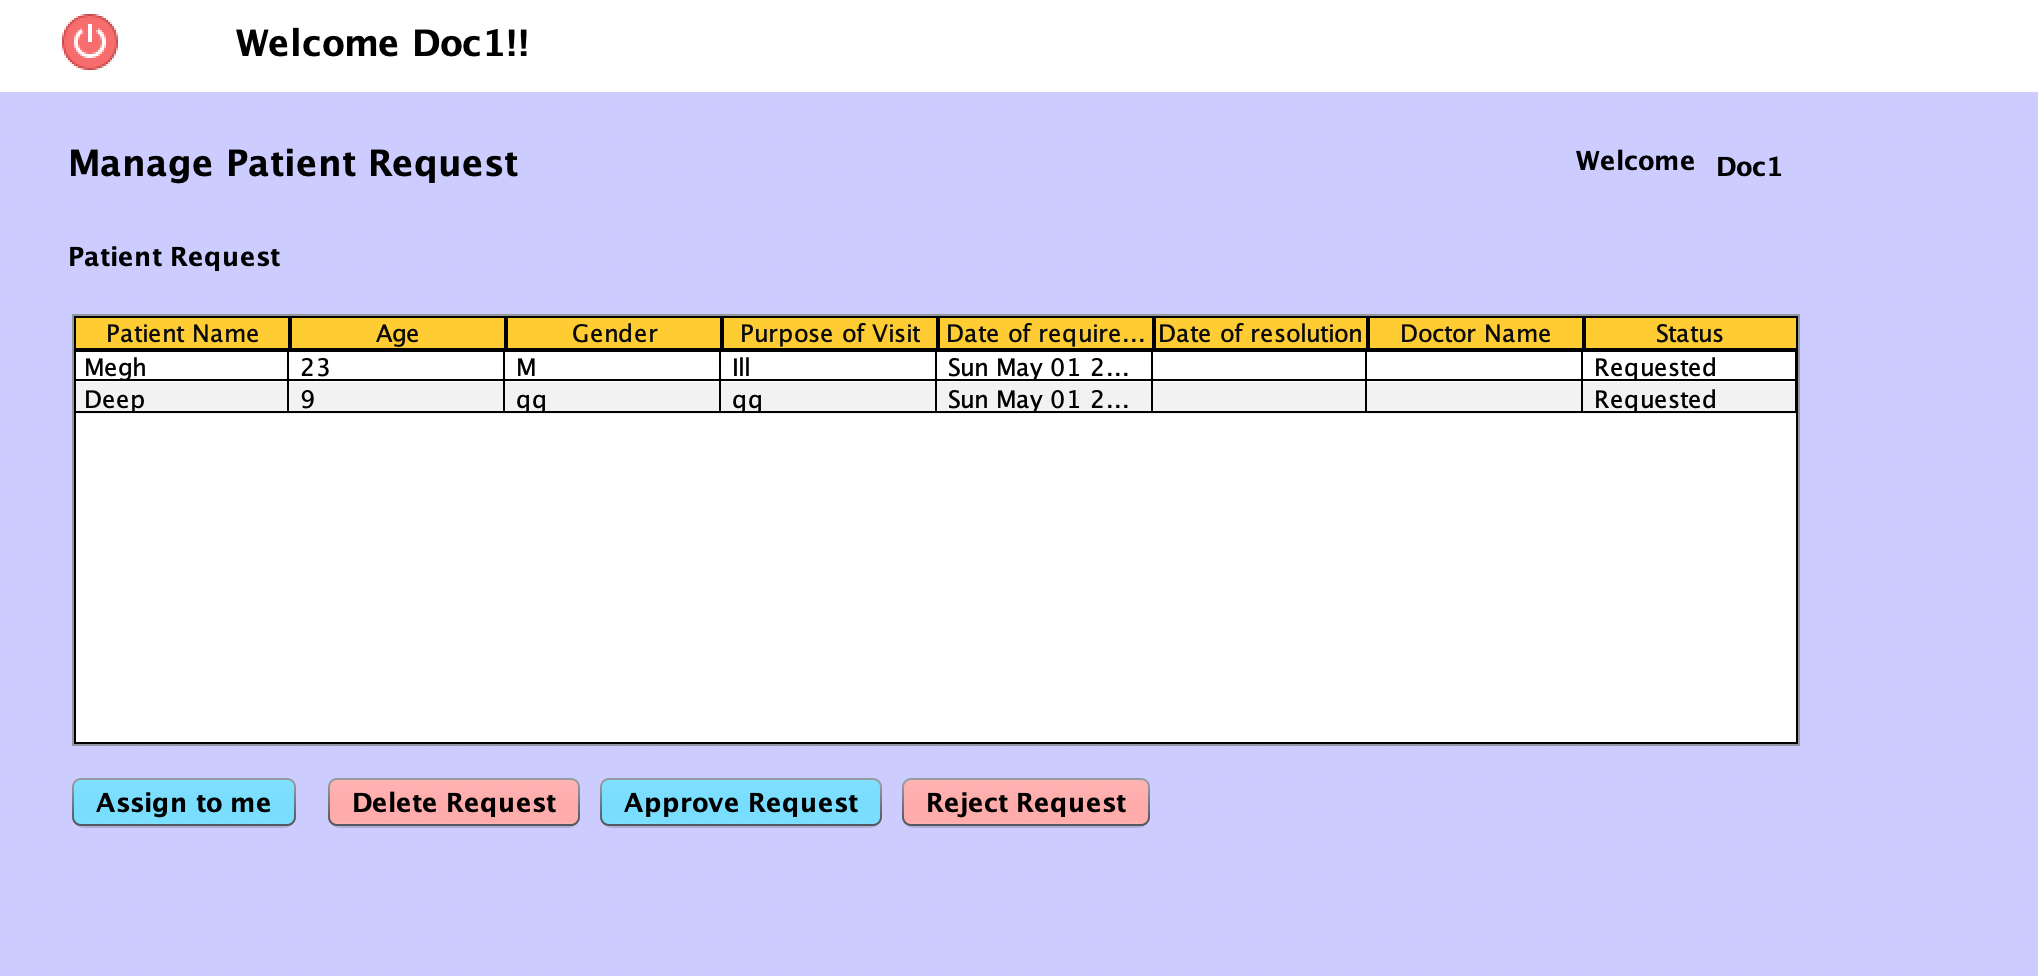 Welcome Doc1!!
Manage Patient Request
Welcome Doc1
Patient Request
Patient Name Age Gender Purpose of Visit Date of require... Date of resolution Doctor Name Status
Megh 23 M Ill Sun May 01 2... Requested
Deep 9 qq qq Sun May 01 2... Requested
Assign to me Delete Request Approve Request Reject Request